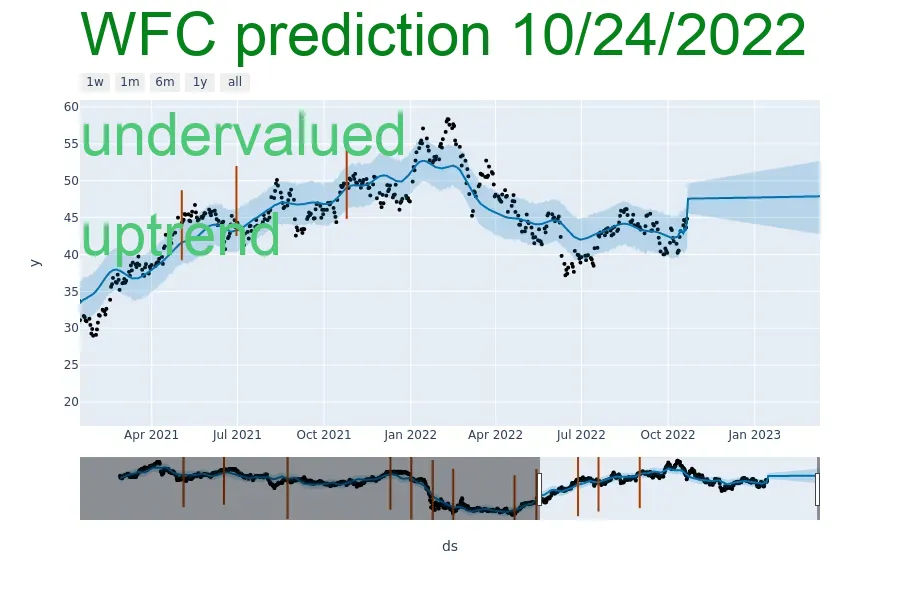 WFC prediction 10/24/2022
1w 1m 6m 1y all
60
undervalued
55
50
45
uptrend
40
y
35
30
25
20
Apr 2021 Jul 2021 Oct 2021 Jan 2022 Apr 2022 Jul 2022 Oct 2022 Jan 2023
ds